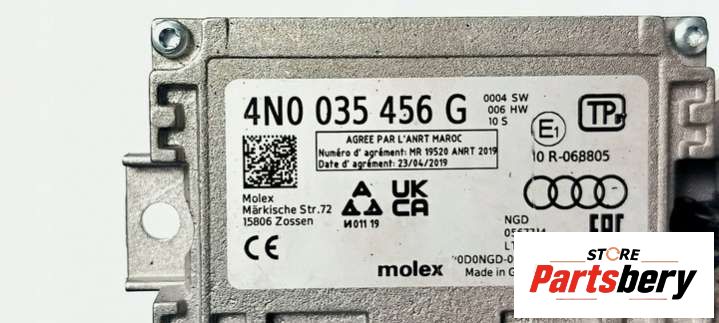 4N0 035 456 G
0004 SW
006 HW
10 S
AGREE PAR L'ANRT MAROC
Numéro d' agrément: MR 19520 ANRT 2019
Date d' agrément: 23/04/2019
E1
TP
10 R-068805
Molex
Märkische Str.72
15806 Zossen
UK
CA
И011 19
NGD
EAC
CE
molex
Made in G
STORE
Partsbery